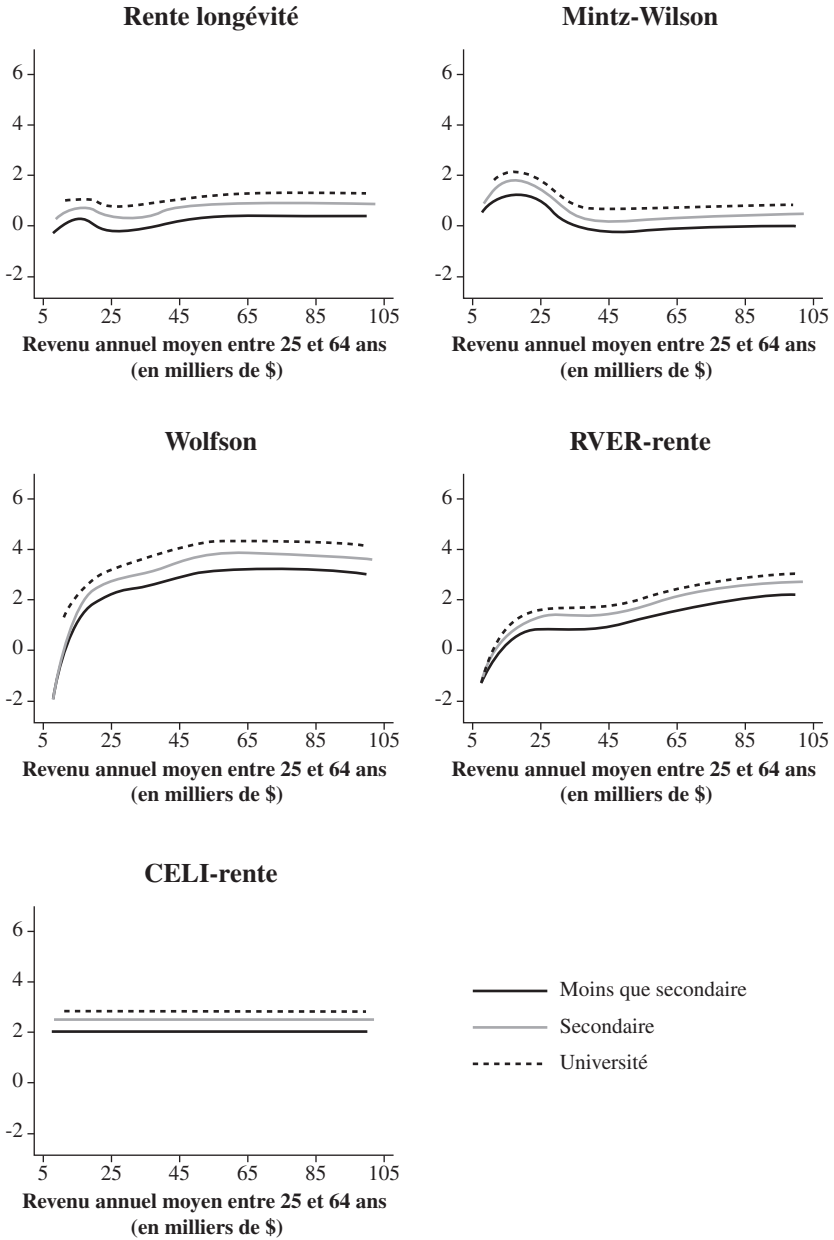 Rente longévité
6
4
2
0
-2
5 25 45 65 85 105
Revenu annuel moyen entre 25 et 64 ans
(en milliers de $)
Mintz-Wilson
6
4
2
0
-2
5 25 45 65 85 105
Revenu annuel moyen entre 25 et 64 ans
(en milliers de $)
Wolfson
6
4
2
0
-2
5 25 45 65 85 105
Revenu annuel moyen entre 25 et 64 ans
(en milliers de $)
RVER-rente
6
4
2
0
-2
5 25 45 65 85 105
Revenu annuel moyen entre 25 et 64 ans
(en milliers de $)
CELI-rente
6
4
2
0
-2
5 25 45 65 85 105
Revenu annuel moyen entre 25 et 64 ans
(en milliers de $)
Moins que secondaire
Secondaire
Université